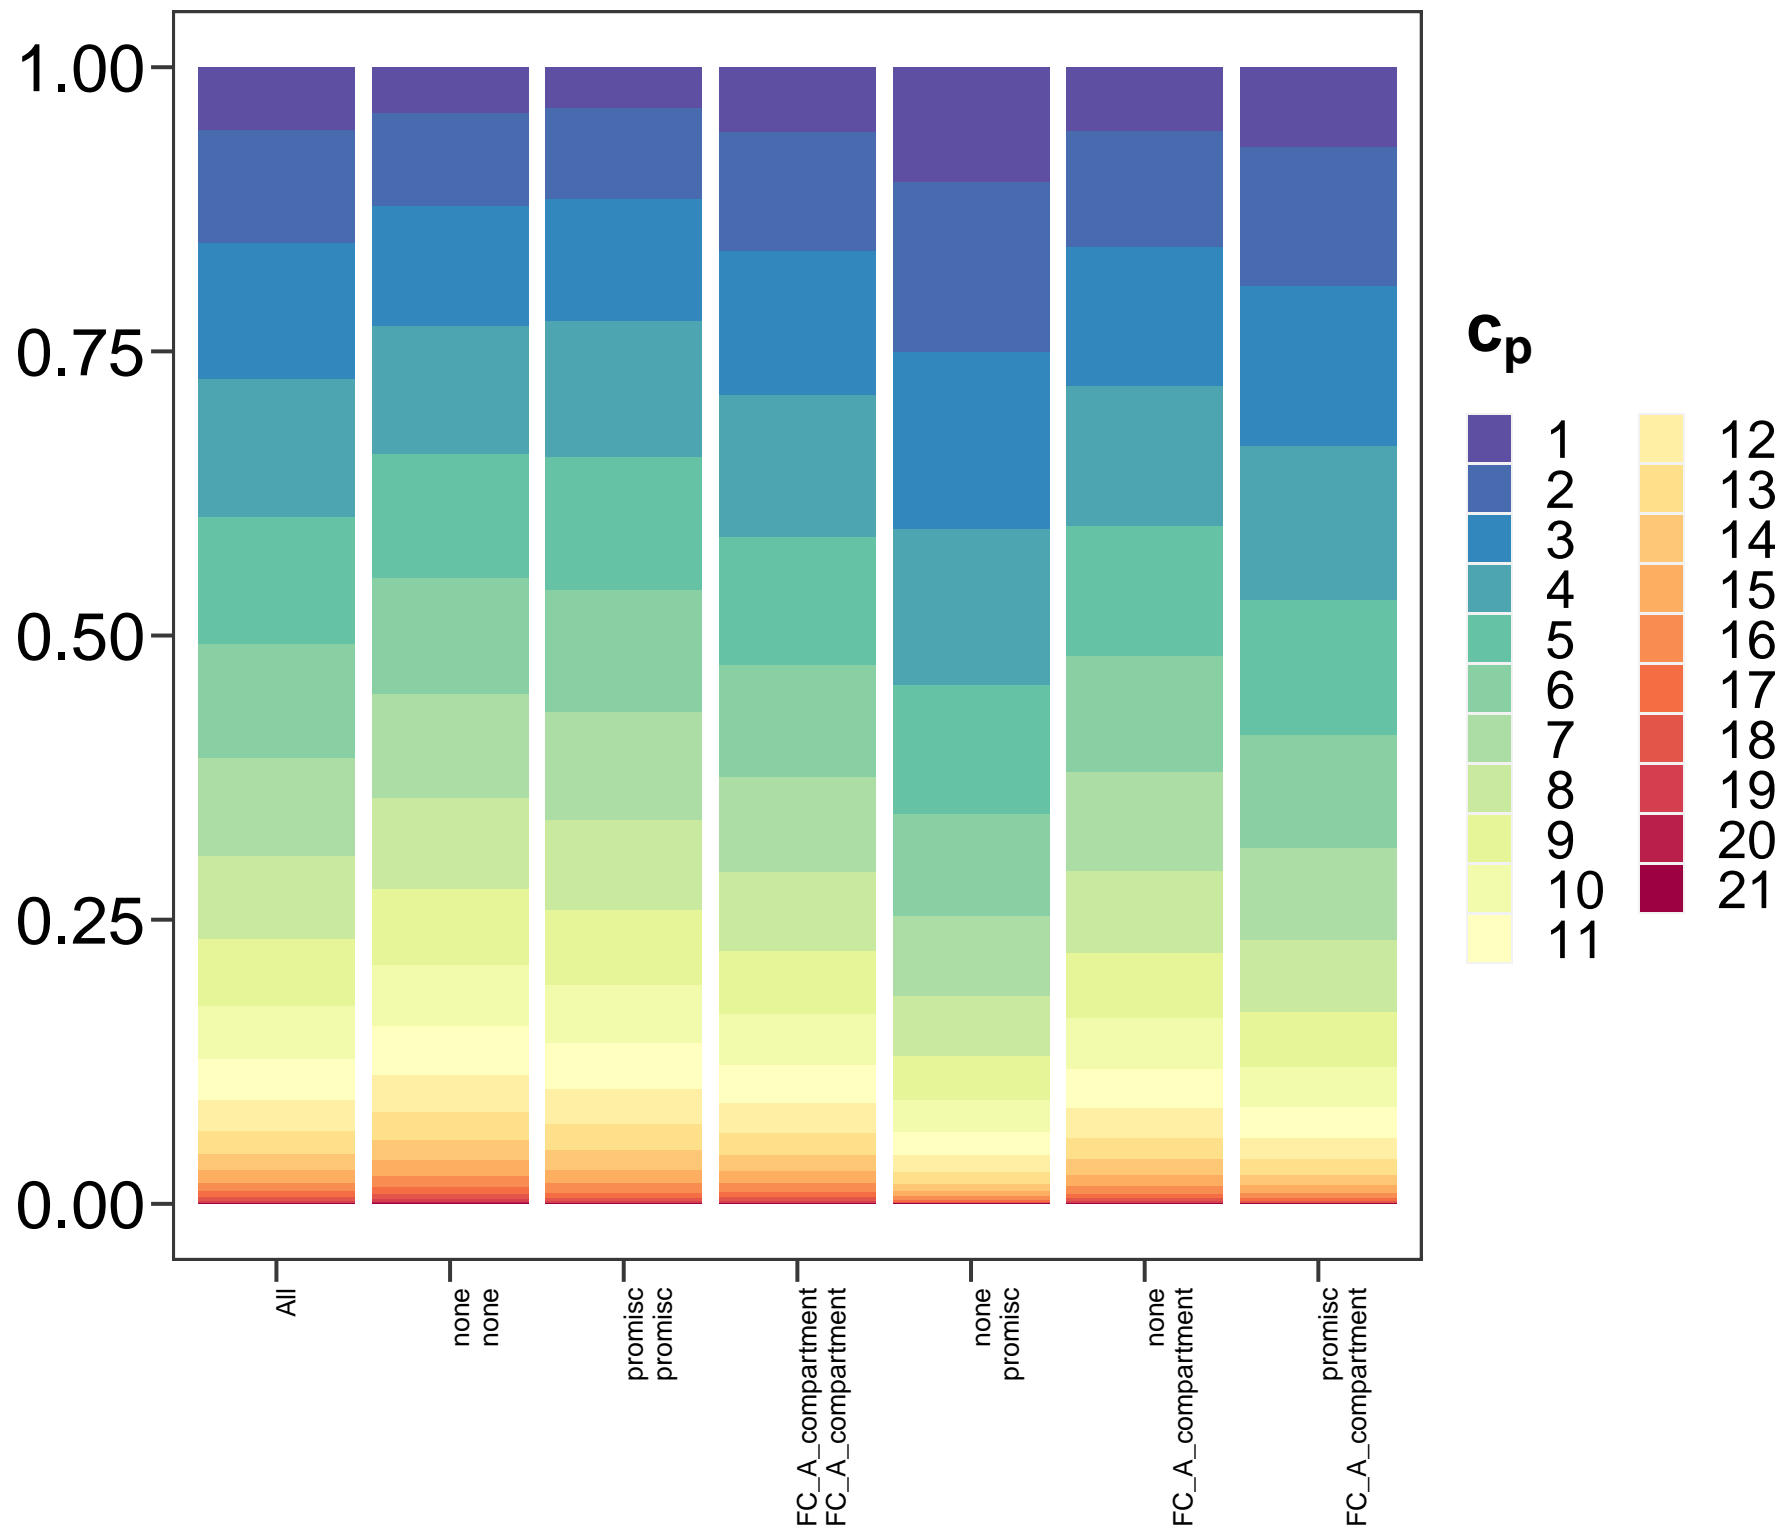 1.00
0.75
0.50
0.25
0.00
All
none
none
promisc
promisc
FC_A_compartment
FC_A_compartment
none
promisc
none
FC_A_compartment
promisc
FC_A_compartment
cp
1
2
3
4
5
6
7
8
9
10
11
12
13
14
15
16
17
18
19
20
21